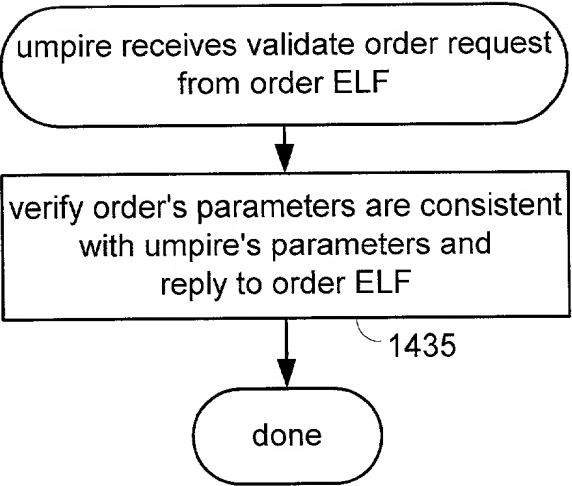 umpire receives validate order request
from order ELF
verify order's parameters are consistent
with umpire's parameters and
reply to order ELF
1435
done